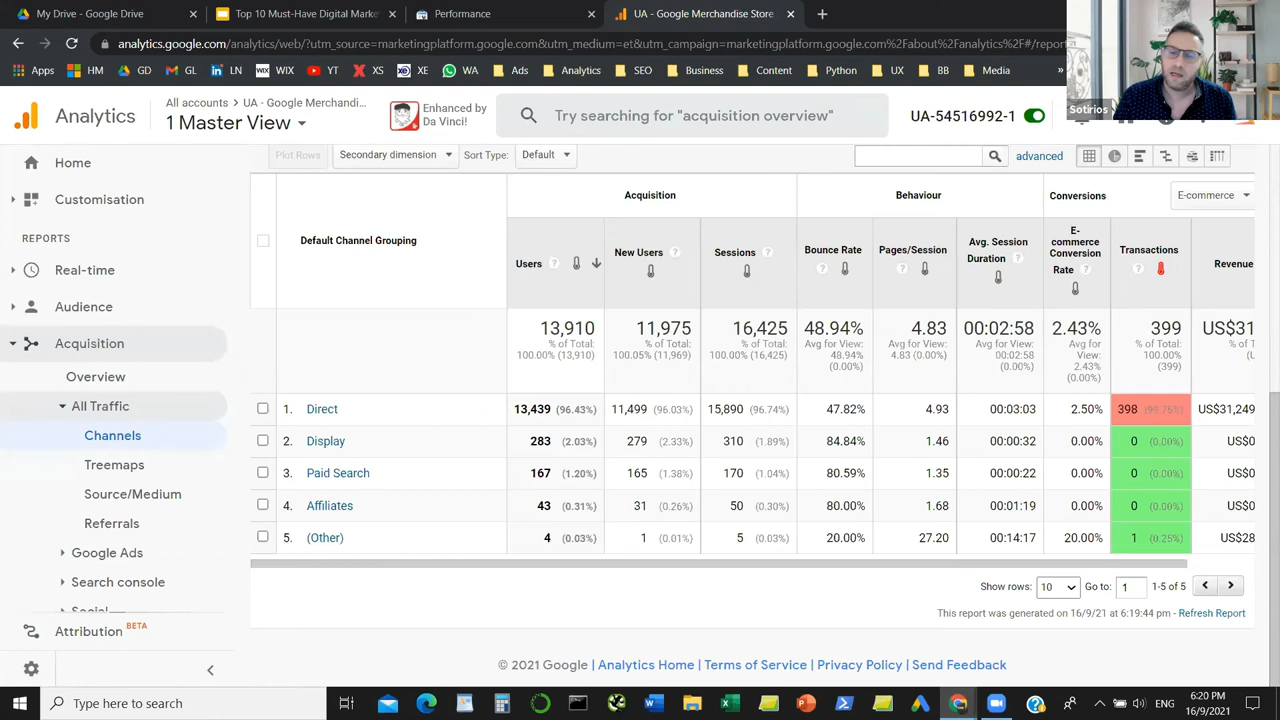 My Drive - Google Drive
Top 10 Must-Have Digital Marke
Performance
UA - Google Merchandise Store
analytics.google.com/analytics/web/?utm_source=marketingplatform.google.com&utm_medium=et&utm_campaign=marketingplatform.google.com%2Fabout%2Fanalytics%2F#/repor
Apps
HM
GD
GL
LN
WIX
WIX
YT
XS
XE
WA
Analytics
SEO
Business
Content
Python
UX
BB
Media
»
Sotirios
Analytics
All accounts > UA - Google Merchandi...
1 Master View
Enhanced by
Da Vinci!
Try searching for "acquisition overview"
UA-54516992-1
Home
Customisation
REPORTS
Real-time
Audience
Acquisition
Overview
All Traffic
Channels
Treemaps
Source/Medium
Referrals
Google Ads
Search console
Social
Attribution BETA
Plot Rows
Secondary dimension
Sort Type:
Default
advanced
Default Channel Grouping
Acquisition
Behaviour
Conversions
E-commerce
Users
New Users
Sessions
Bounce Rate
Pages/Session
Avg. Session
Duration
E-
commerce
Conversion
Rate
Transactions
Revenue
13,910 11,975 16,425 48.94% 4.83 00:02:58 2.43% 399 US$31
% of Total:
100.00% (13,910)
% of Total:
100.05% (11,969)
% of Total:
100.00% (16,425)
Avg for View:
48.94%
(0.00%)
Avg for View:
4.83 (0.00%)
Avg for View:
00:02:58
(0.00%)
Avg for
View:
2.43%
(0.00%)
% of Total:
100.00%
(399)
% of T
1. Direct 13,439 (96.43%) 11,499 (96.03%) 15,890 (96.74%) 47.82% 4.93 00:03:03 2.50% 398 (99.75%) US$31,249
2. Display 283 (2.03%) 279 (2.33%) 310 (1.89%) 84.84% 1.46 00:00:32 0.00% 0 (0.00%) US$0
3. Paid Search 167 (1.20%) 165 (1.38%) 170 (1.04%) 80.59% 1.35 00:00:22 0.00% 0 (0.00%) US$0
4. Affiliates 43 (0.31%) 31 (0.26%) 50 (0.30%) 80.00% 1.68 00:01:19 0.00% 0 (0.00%) US$0
5. (Other) 4 (0.03%) 1 (0.01%) 5 (0.03%) 20.00% 27.20 00:14:17 20.00% 1 (0.25%) US$28
Show rows: 10 Go to: 1 1-5 of 5
This report was generated on 16/9/21 at 6:19:44 pm - Refresh Report
© 2021 Google | Analytics Home | Terms of Service | Privacy Policy | Send Feedback
Type here to search
ENG
6:20 PM
16/9/2021